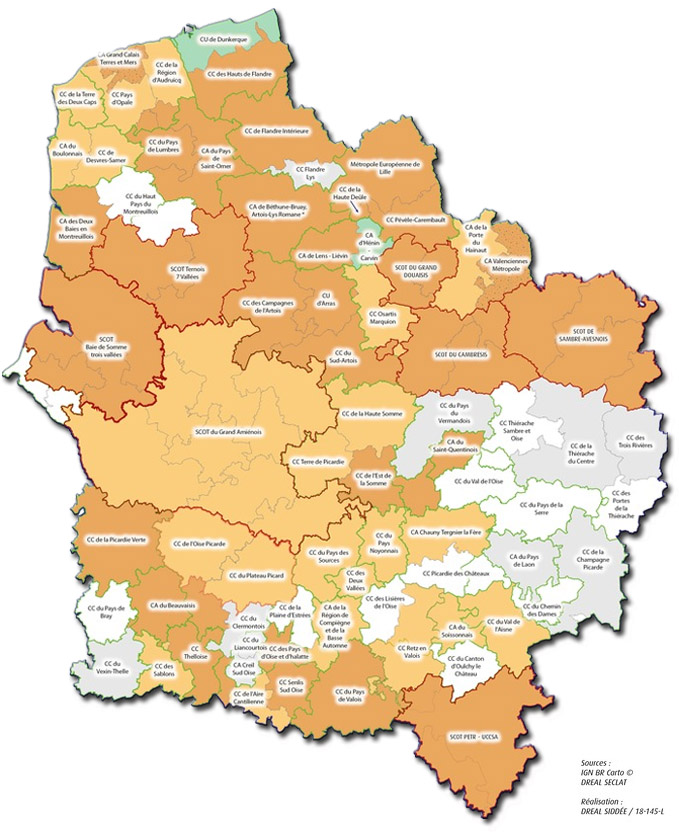 CU de Dunkerque
CA Grand Calais
Terres et Mers
CC de la
Région
d'Audruicq
CC des Hauts de Flandre
CC de la Terre
des Deux Caps
CC Pays
d'Opale
CC de Flandre Intérieure
CA du
Boulonnais
CC de
Desvres-Samer
CC du Pays
de Lumbres
CA du Pays
de
Saint-Omer
CC Flandre
Lys
Métropole Européenne de
Lille
CC du Haut
Pays du
Montreuillois
CC de la
Haute Deûle
CA de Béthune-Bruay,
Artois-Lys Romane *
CA des Deux
Baies en
Montreuillois
CC Pévèle-Carembault
CA de la
Porte
du
Hainaut
CA
d'Hénin
-
Carvin
CA de Lens - Liévin
CA Valenciennes
Métropole
SCOT Ternois
7 Vallées
SCOT DU GRAND
DOUAISIS
CC des Campagnes
de l'Artois
CU
d'Arras
CC Osartis
Marquion
SCOT
Baie de Somme
trois vallées
SCOT DE
SAMBRE-AVESNOIS
CC du
Sud-Artois
SCOT DU CAMBRESIS
CC de la Haute Somme
CC du Pays
du
Vermandois
CC Thiérache
Sambre et
Oise
SCOT du Grand Amiénois
CA du
Saint-Quentinois
CC de la
Thiérache
du Centre
CC des
Trois Rivières
CC Terre de Picardie
CC de l'Est de
la Somme
CC du Val de l'Oise
CC des
Portes
de la
Thiérache
CC du Pays de la
Serre
CC de la Picardie Verte
CC de l'Oise Picarde
CC du
Pays
Noyonnais
CA Chauny Tergnier la Fère
CC du Pays des
Sources
CA du Pays
de Laon
CC de la
Champagne
Picarde
CC du Plateau Picard
CC des
Deux
Vallées
CC Picardie des Châteaux
CC du Pays de
Bray
CA du Beauvaisis
CC du
Clermontois
CC de la
Plaine d'Estrées
CA de la
Région de
Compiègne
et de la
Basse
Automne
CC des Lisières
de l'Oise
CC du Chemin
des Dames
CC du Val de
l'Aisne
CA du
Soissonnais
CC du
Liancourtois
CC des Pays
d'Oise et d'halatte
CC
Thelloise
CC Retz en
Valois
CC du
Vexin-Thelle
CC des
Sablons
CA Creil
Sud Oise
CC du Canton
d'Oulchy le
Château
CC Senlis
Sud Oise
CC de l'Aire
Cantilienne
CC du Pays
de Valois
SCOT PETR - UCCSA
Sources :
IGN BR Carto ©
DREAL SECLAT
Réalisation :
DREAL SIDDÉE / 18-145-L